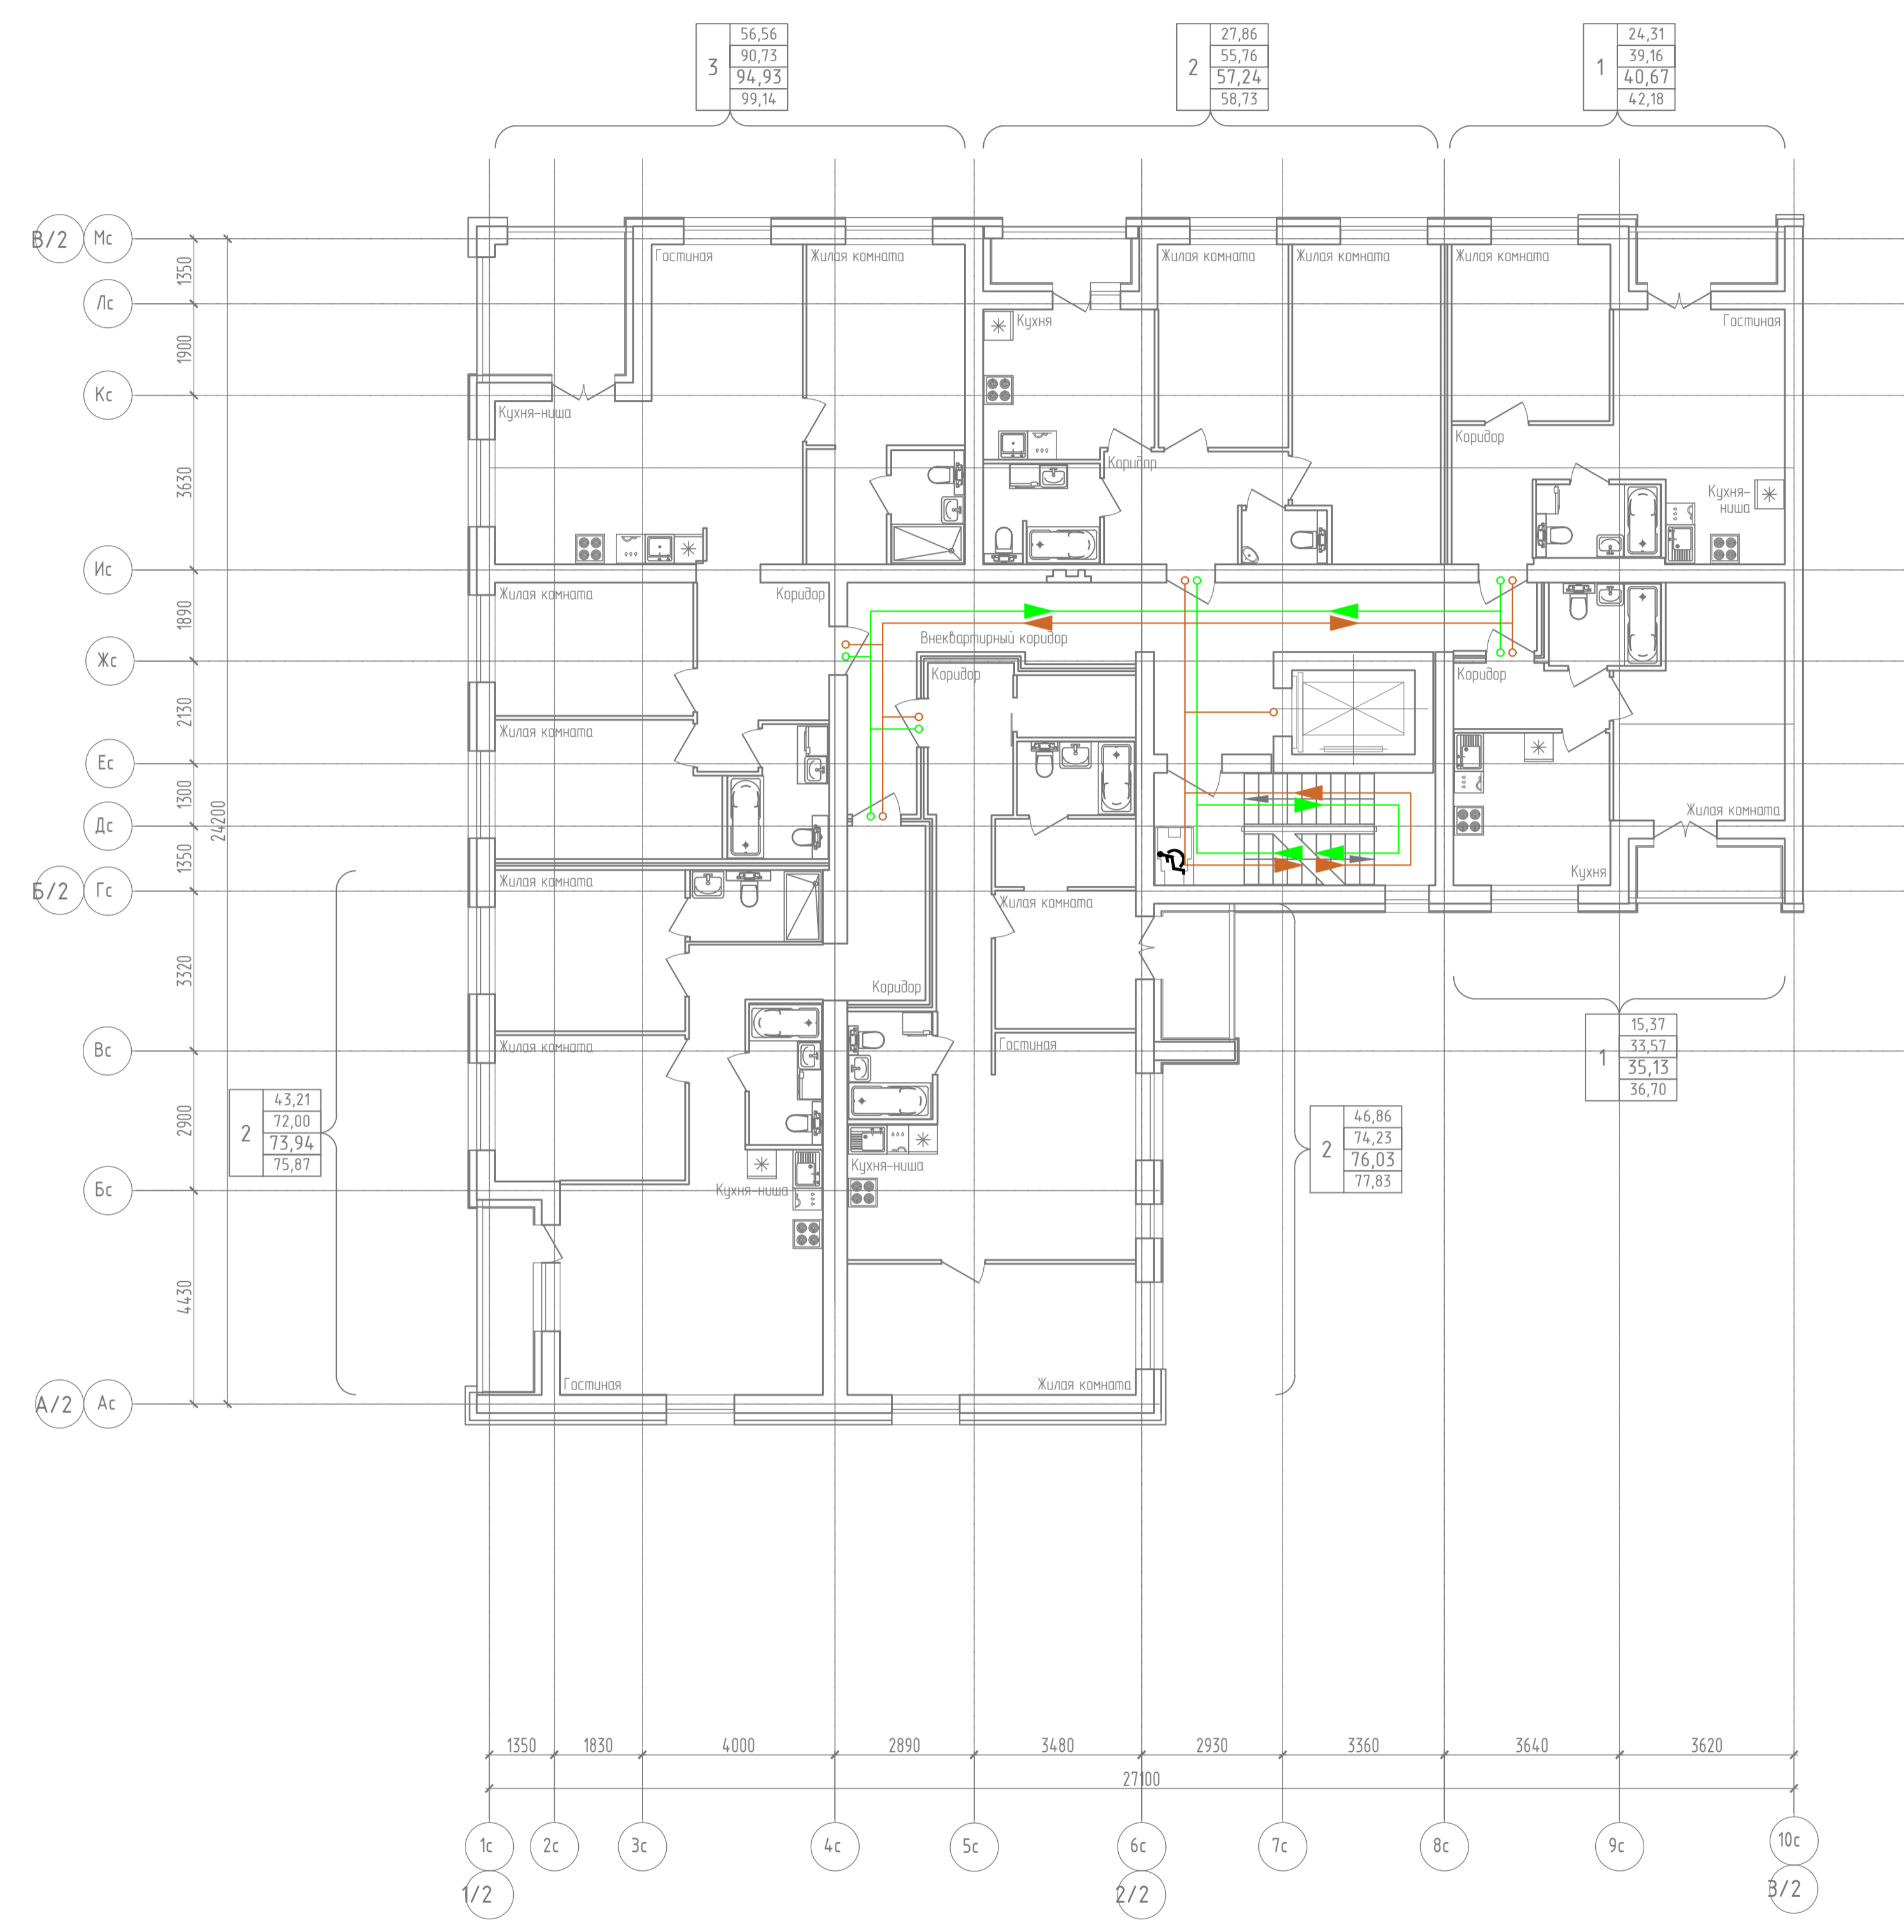 3
56,56
90,73
94,93
99,14
2
27,86
55,76
57,24
58,73
1
24,31
39,16
40,67
42,18
В/2
Мс
1350
Гостиная
Жилая комната
Жилая комната
Жилая комната
Жилая комната
Лс
Кухня
Гостиная
1900
Кс
Кухня-ниша
Коридор
Коридор
3630
Кухня-
ниша
Ис
Жилая комната
Коридор
1890
Внеквартирный коридор
Жс
Коридор
Коридор
2130
Жилая комната
Ес
1300
24200
Жилая комната
Дс
1350
Кухня
Б/2
Гс
Жилая комната
Жилая комната
3320
Коридор
Вс
Жилая комната
Гостиная
1
15,37
33,57
35,13
36,70
2
43,21
72,00
73,94
75,87
2900
2
46,86
74,23
76,03
77,83
Кухня-ниша
Бс
Кухня-ниша
4430
Гостиная
Жилая комната
А/2
Ас
1350
1830
4000
2890
3480
2930
3360
3640
3620
27100
1с
2с
3с
4с
5с
6с
7с
8с
9с
10с
1/2
2/2
3/2